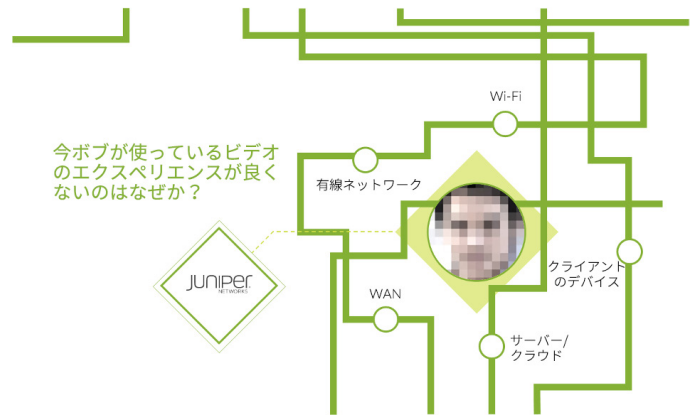 Wi-Fi
今ボブが使っているビデオ
のエクスペリエンスが良く
ないのはなぜか？
有線ネットワーク
クライアント
のデバイス
JUNIPER
NETWORKS
WAN
サーバー/
クラウド